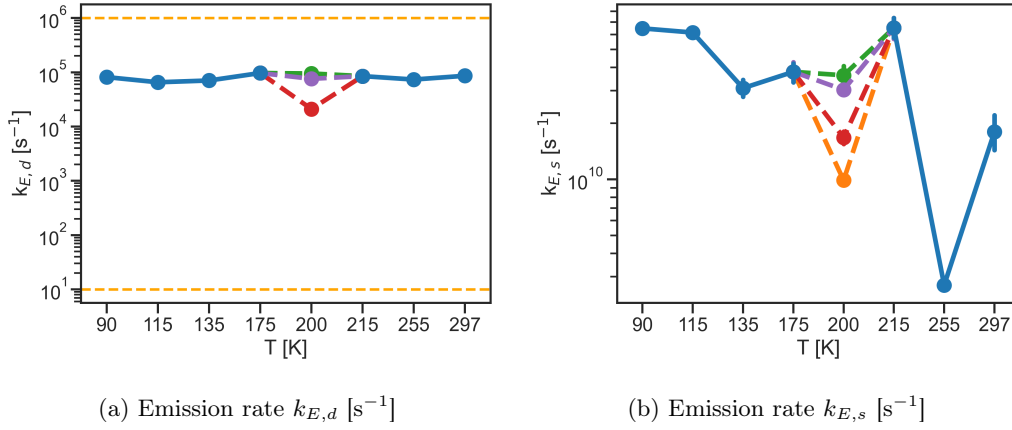 10^6
10^5
10^4
10^3
10^2
10^1
k_{E, d} [s^{-1}]
90 115 135 175 200 215 255 297
T [K]
10^{10}
k_{E, s} [s^{-1}]
90 115 135 175 200 215 255 297
T [K]
(a) Emission rate k_{E,d} [s^{-1}]
(b) Emission rate k_{E,s} [s^{-1}]